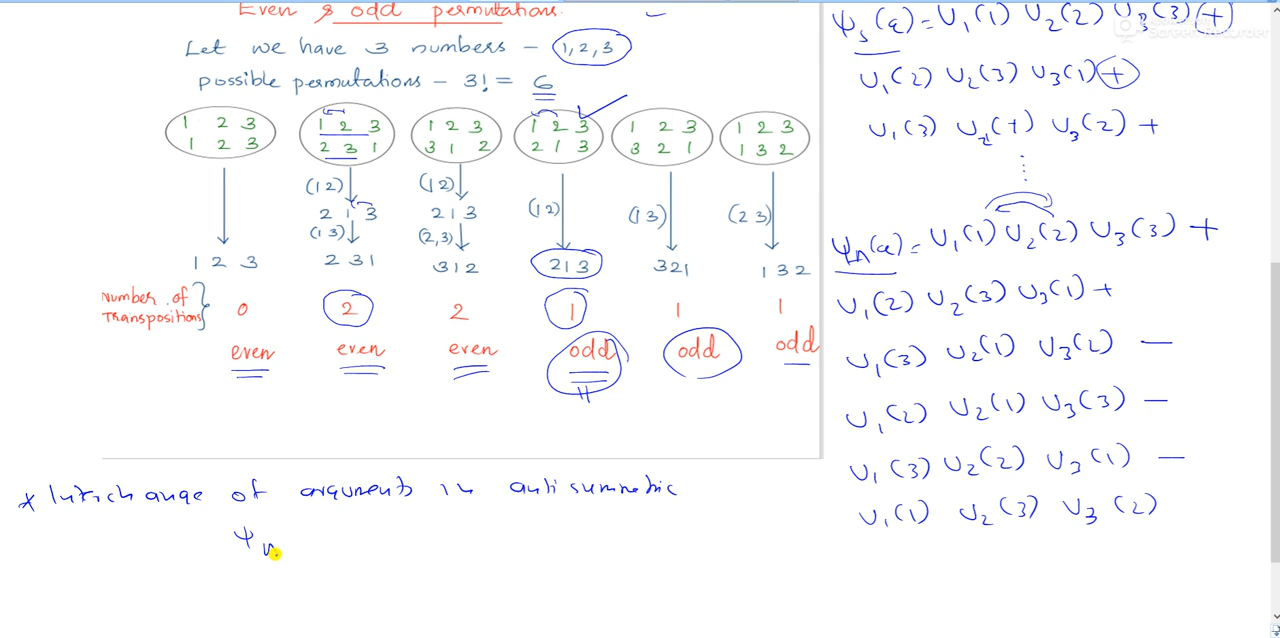 Even & odd permutations.
Let we have 3 numbers - 1, 2, 3
possible permutations - 3! = 6
1 2 3   1 2 3   1 2 3   1 2 3   1 2 3   1 2 3
1 2 3   2 3 1   3 1 2   2 1 3   3 2 1   1 3 2
(1 2)   (1 2)   (1 2)   (1 3)   (2 3)
2 1 3   2 1 3
(1 3)   (2,3)
1 2 3   2 3 1   3 1 2   2 1 3   3 2 1   1 3 2
Number of
Transpositions} 0   2   2   1   1   1
even   even   even   odd   odd   odd
* Intrchange of arguments in antisymmetric
Ψ
U₁(1) U₂(2) U₃(3) +
U₁(2) U₂(3) U₃(1) +
U₁(3) U₂(1) U₃(2) +
⋮
U₁(1) U₂(2) U₃(3) +
U₁(2) U₂(3) U₃(1) +
U₁(3) U₂(1) U₃(2) —
U₁(2) U₂(1) U₃(3) —
U₁(3) U₂(2) U₃(1) —
U₁(1) U₂(3) U₃(2)
Screen Recorder